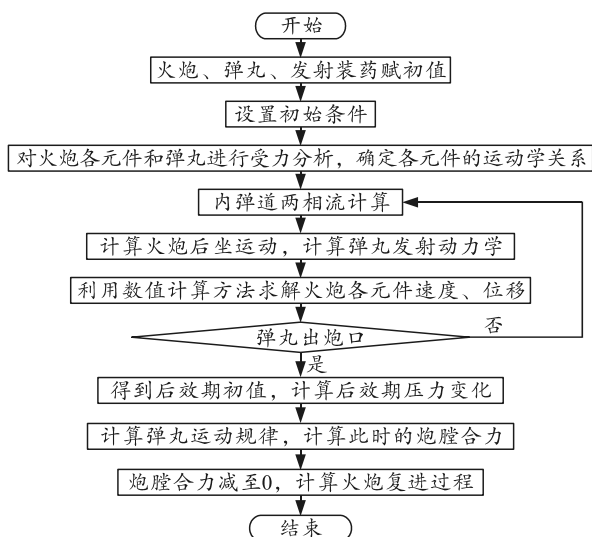 开始
火炮、弹丸、发射装药赋初值
设置初始条件
对火炮各元件和弹丸进行受力分析，确定各元件的运动学关系
内弹道两相流计算
计算火炮后坐运动，计算弹丸发射动力学
利用数值计算方法求解火炮各元件速度、位移
弹丸出炮口
否
是
得到后效期初值，计算后效期压力变化
计算弹丸运动规律，计算此时的炮膛合力
炮膛合力减至0，计算火炮复进过程
结束